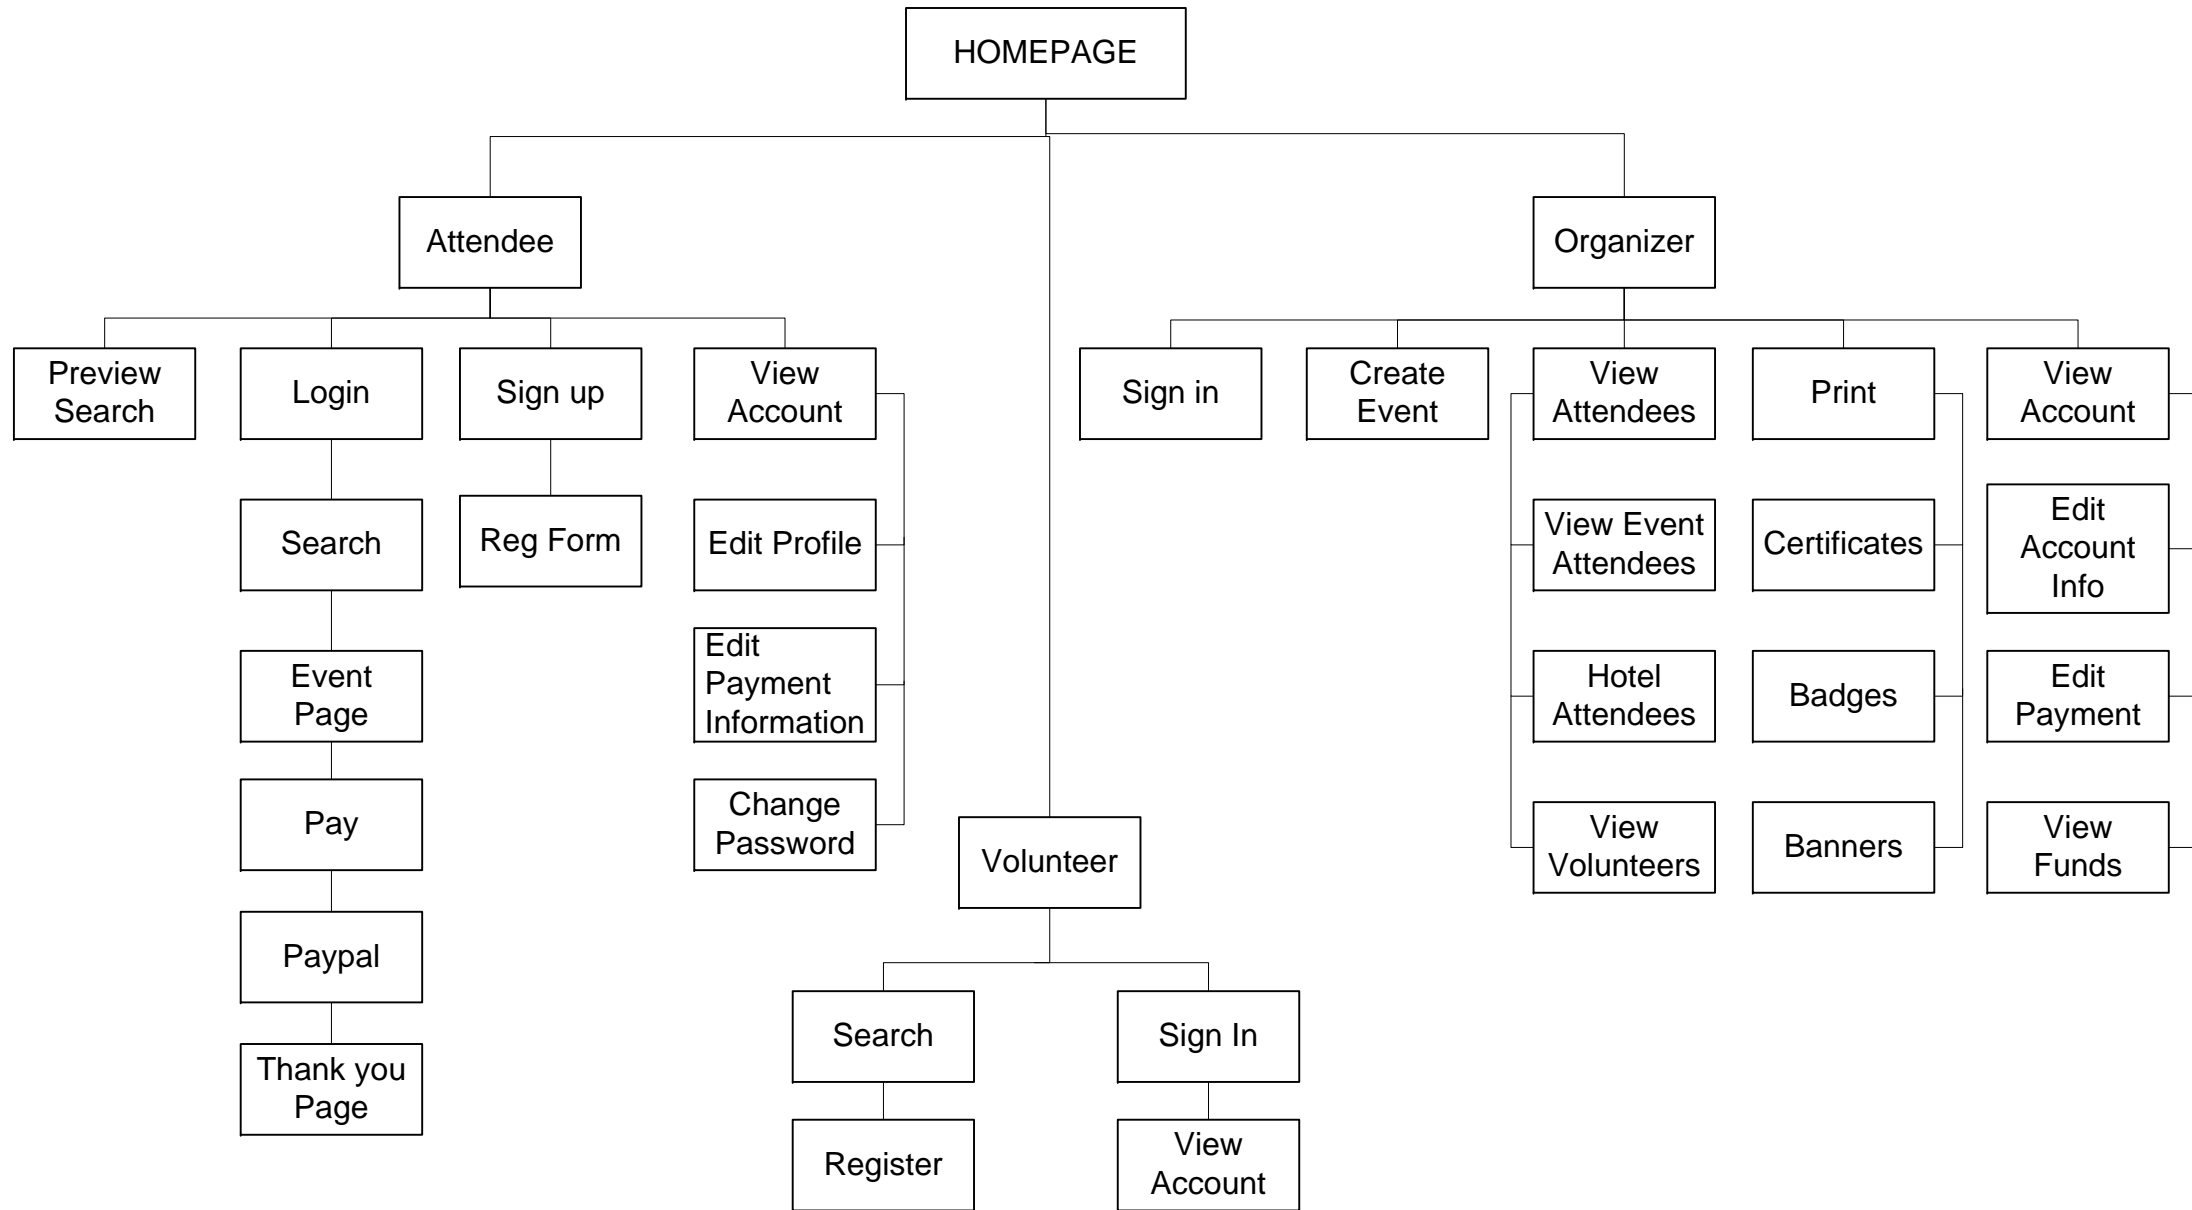 HOMEPAGE
Attendee
Organizer
Preview
Search
Login
Sign up
View
Account
Sign in
Create
Event
View
Attendees
Print
View
Account
Search
Reg Form
Edit Profile
View Event
Attendees
Certificates
Edit
Account
Info
Event
Page
Edit
Payment
Information
Hotel
Attendees
Badges
Edit
Payment
Pay
Change
Password
Volunteer
View
Volunteers
Banners
View
Funds
Paypal
Thank you
Page
Search
Sign In
Register
View
Account